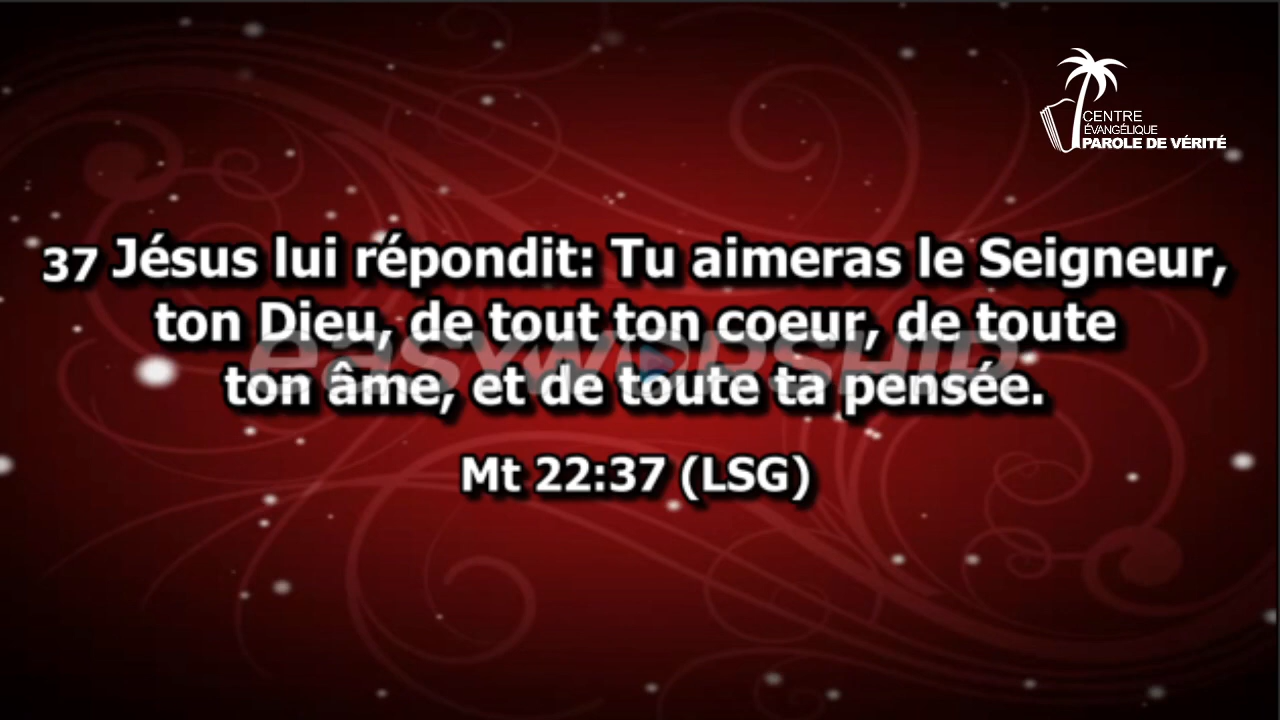 CENTRE
ÉVANGÉLIQUE
PAROLE DE VÉRITÉ
37 Jésus lui répondit: Tu aimeras le Seigneur,
ton Dieu, de tout ton coeur, de toute
easyworship
ton âme, et de toute ta pensée.
Mt 22:37 (LSG)